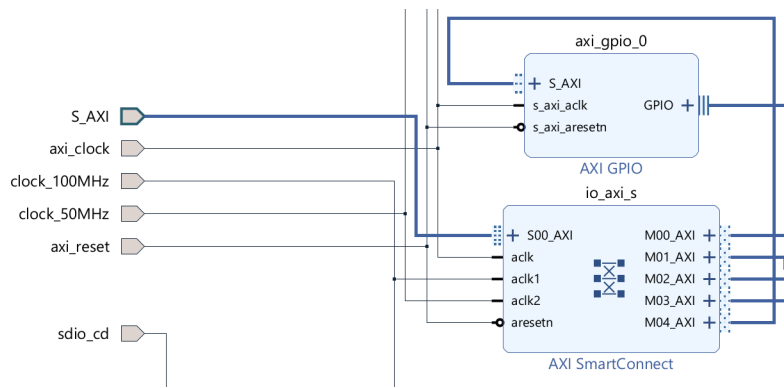 axi_gpio_0
S_AXI
s_axi_aclk
GPIO
s_axi_aresetn
AXI GPIO
S_AXI
axi_clock
clock_100MHz
clock_50MHz
axi_reset
sdio_cd
io_axi_s
S00_AXI
M00_AXI
aclk
M01_AXI
aclk1
M02_AXI
aclk2
M03_AXI
aresetn
M04_AXI
AXI SmartConnect